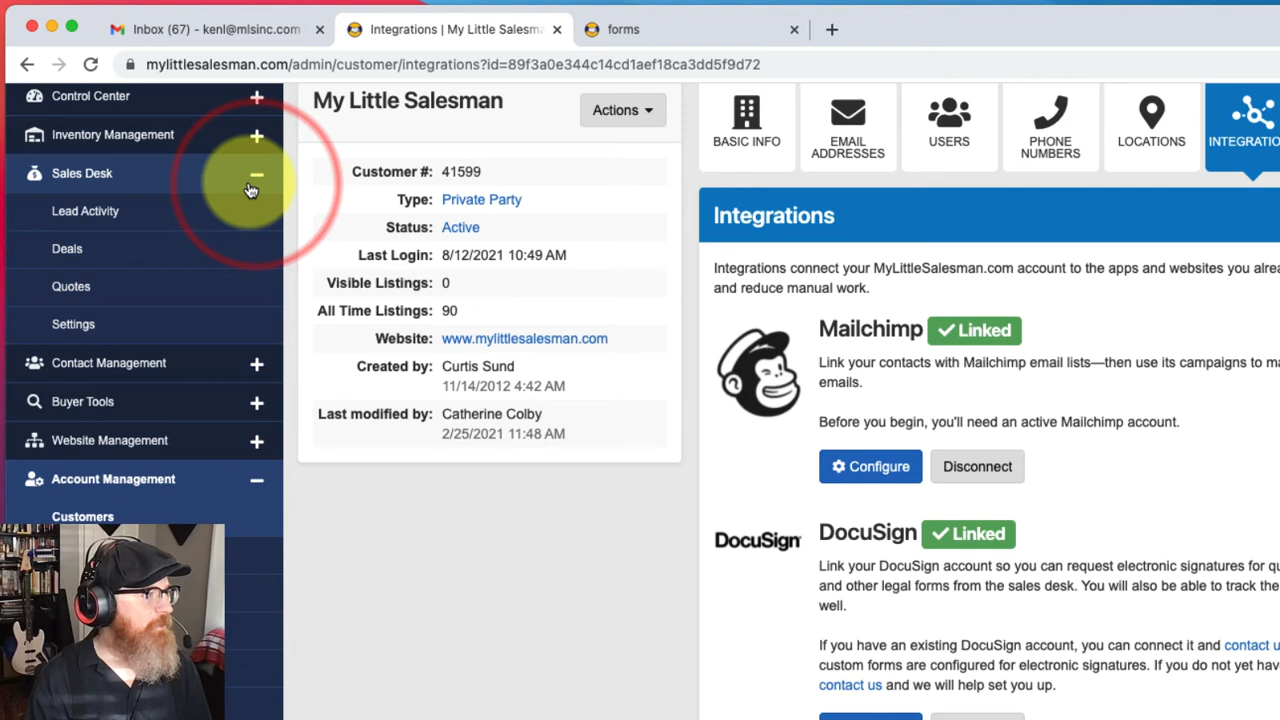 Inbox (67) - kenl@mlsinc.com
Integrations | My Little Salesma
forms
mylittlesalesman.com/admin/customer/integrations?id=89f3a0e344c14cd1aef18ca3dd5f9d72
Control Center
Inventory Management
Sales Desk
Lead Activity
Deals
Quotes
Settings
Contact Management
Buyer Tools
Website Management
Account Management
Customers
My Little Salesman
Actions
Customer #: 41599
Type: Private Party
Status: Active
Last Login: 8/12/2021 10:49 AM
Visible Listings: 0
All Time Listings: 90
Website: www.mylittlesalesman.com
Created by: Curtis Sund
11/14/2012 4:42 AM
Last modified by: Catherine Colby
2/25/2021 11:48 AM
BASIC INFO
EMAIL
ADDRESSES
USERS
PHONE
NUMBERS
LOCATIONS
INTEGRATIO
Integrations
Integrations connect your MyLittleSalesman.com account to the apps and websites you alrea
and reduce manual work.
Mailchimp Linked
Link your contacts with Mailchimp email lists—then use its campaigns to ma
emails.
Before you begin, you'll need an active Mailchimp account.
Configure Disconnect
DocuSign
DocuSign Linked
Link your DocuSign account so you can request electronic signatures for qu
and other legal forms from the sales desk. You will also be able to track the
well.
If you have an existing DocuSign account, you can connect it and contact u
custom forms are configured for electronic signatures. If you do not yet have
contact us and we will help set you up.